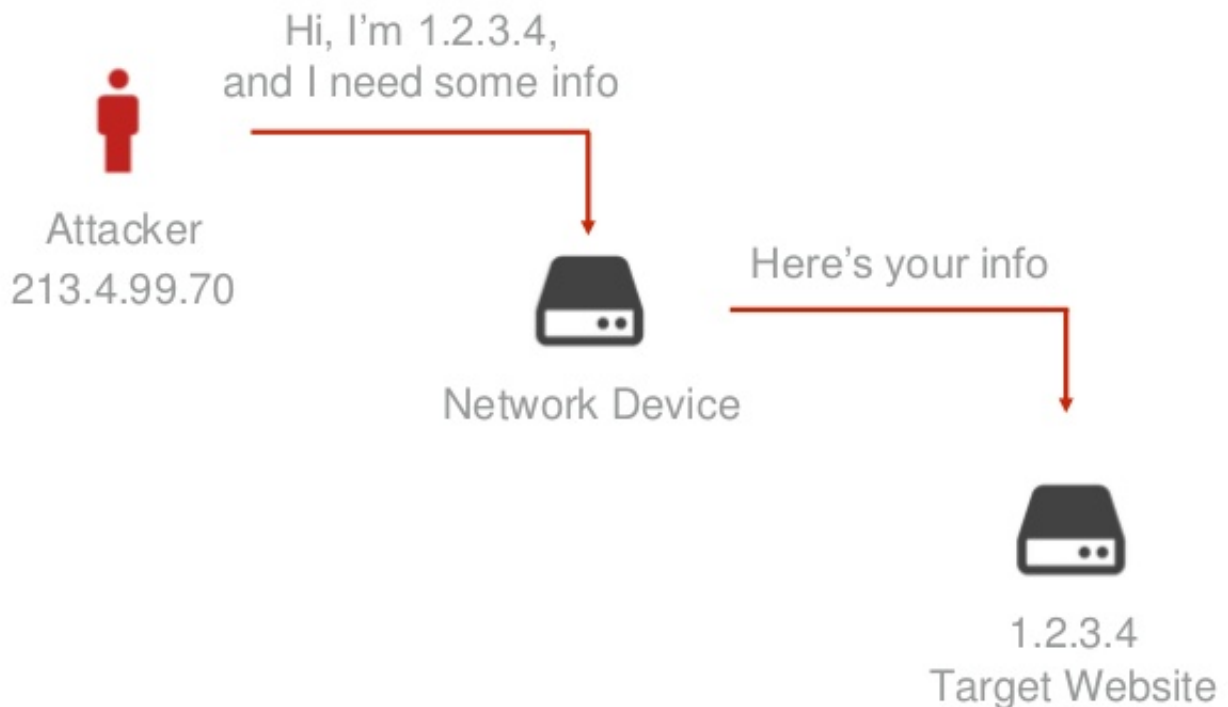 Hi, I'm 1.2.3.4,
and I need some info
Attacker
213.4.99.70
Here's your info
Network Device
1.2.3.4
Target Website